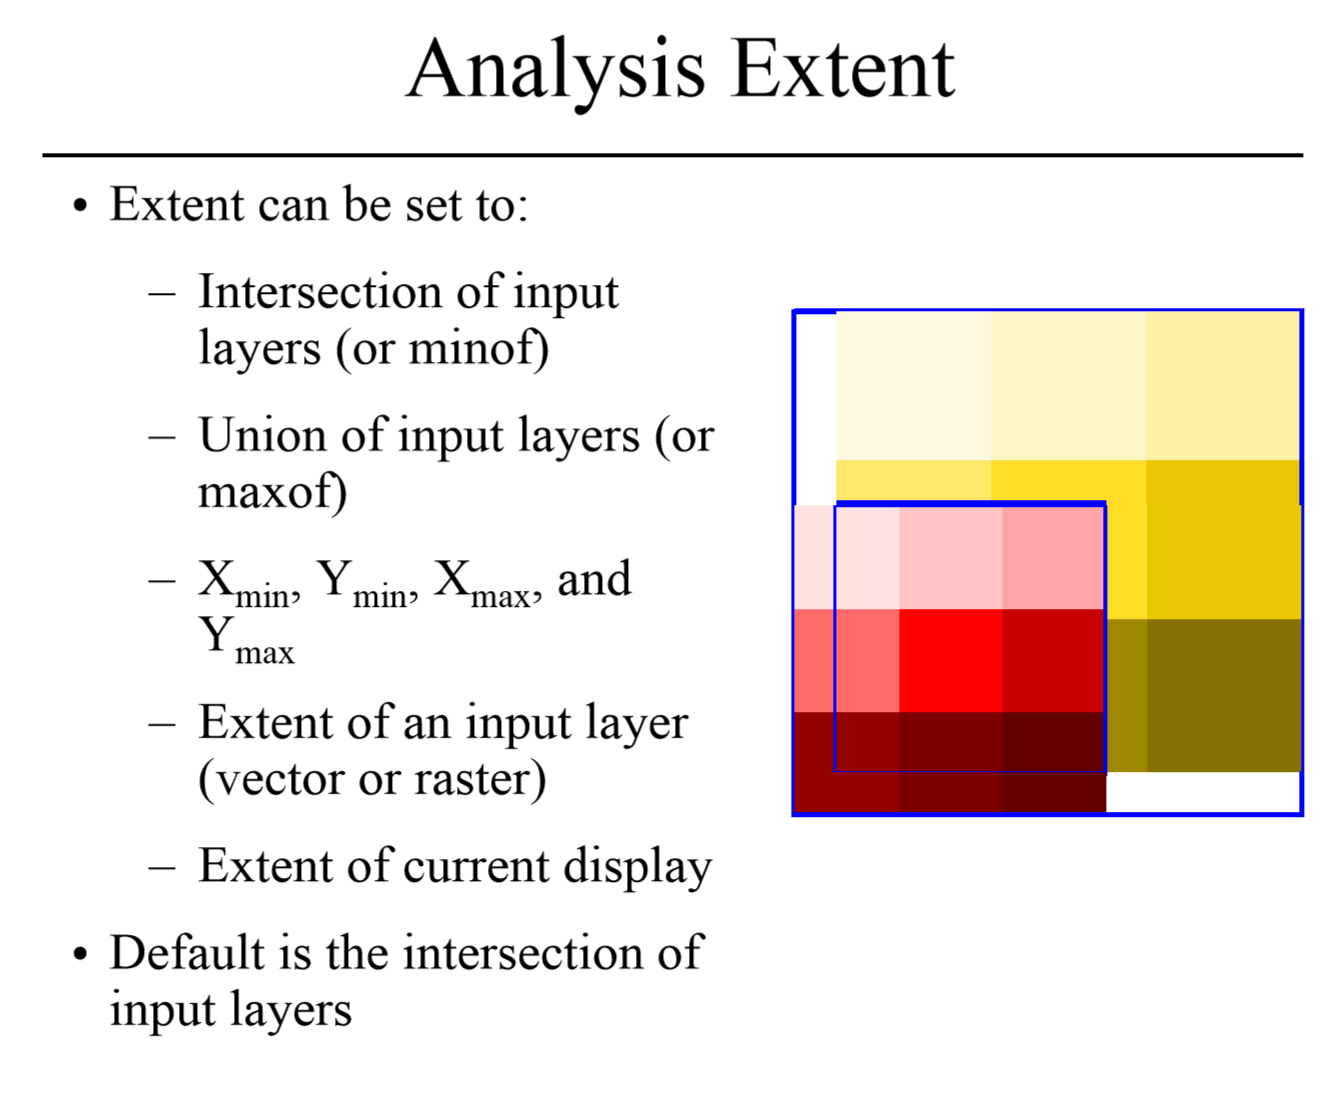 Analysis Extent
• Extent can be set to:
– Intersection of input
layers (or minof)
– Union of input layers (or
maxof)
– Xmin, Ymin, Xmax, and
Ymax
– Extent of an input layer
(vector or raster)
– Extent of current display
• Default is the intersection of
input layers